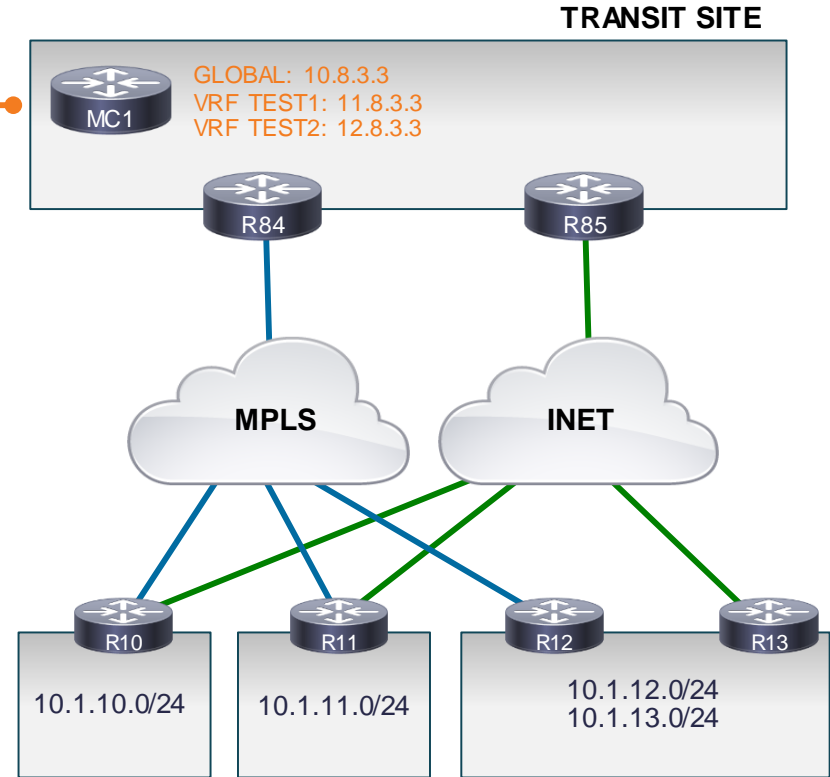 TRANSIT SITE
MC1
GLOBAL: 10.8.3.3
VRF TEST1: 11.8.3.3
VRF TEST2: 12.8.3.3
R84
R85
MPLS
INET
R10
R11
R12
R13
10.1.10.0/24
10.1.11.0/24
10.1.12.0/24
10.1.13.0/24